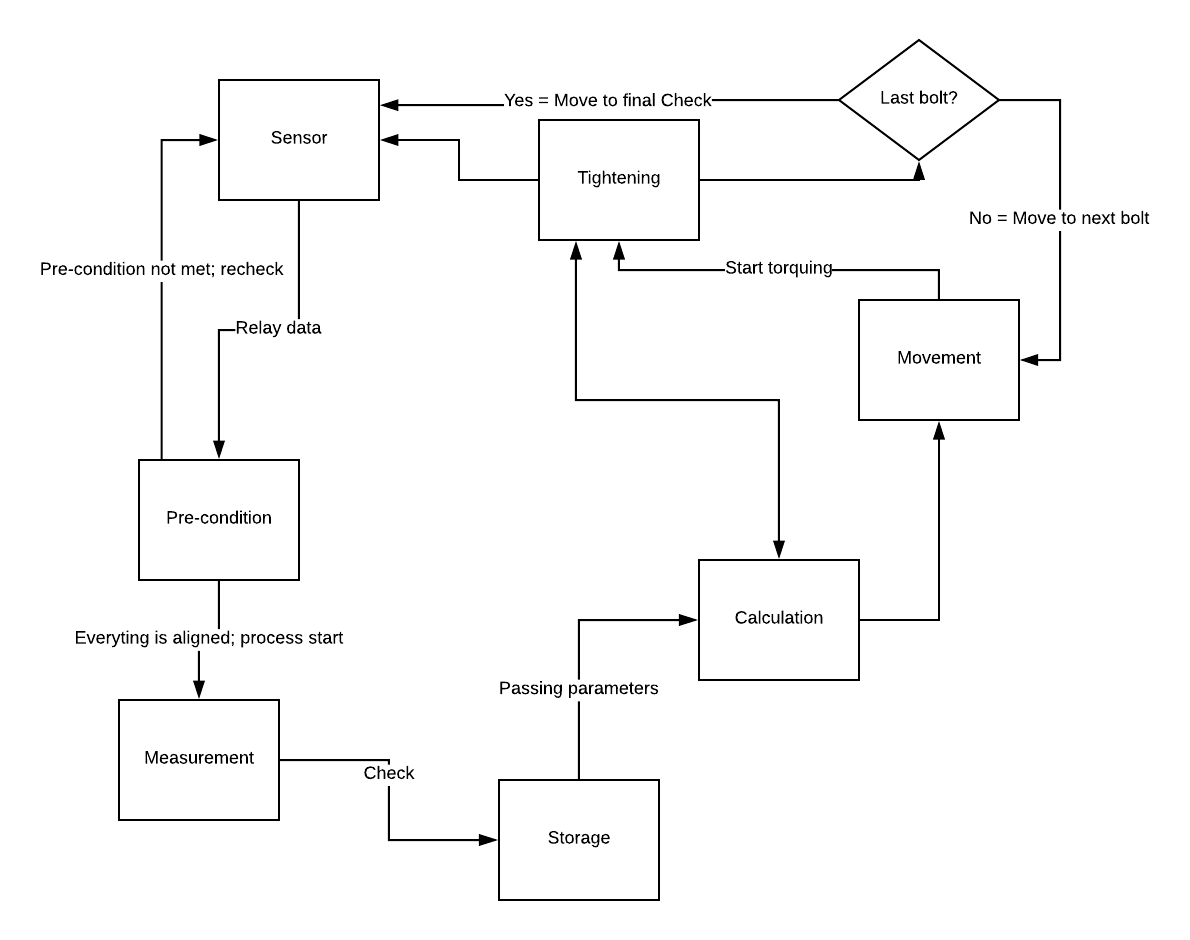 Last bolt?
Yes = Move to final Check
Sensor
Tightening
No = Move to next bolt
Pre-condition not met; recheck
Start torquing
Relay data
Movement
Pre-condition
Calculation
Everyting is aligned; process start
Passing parameters
Measurement
Check
Storage